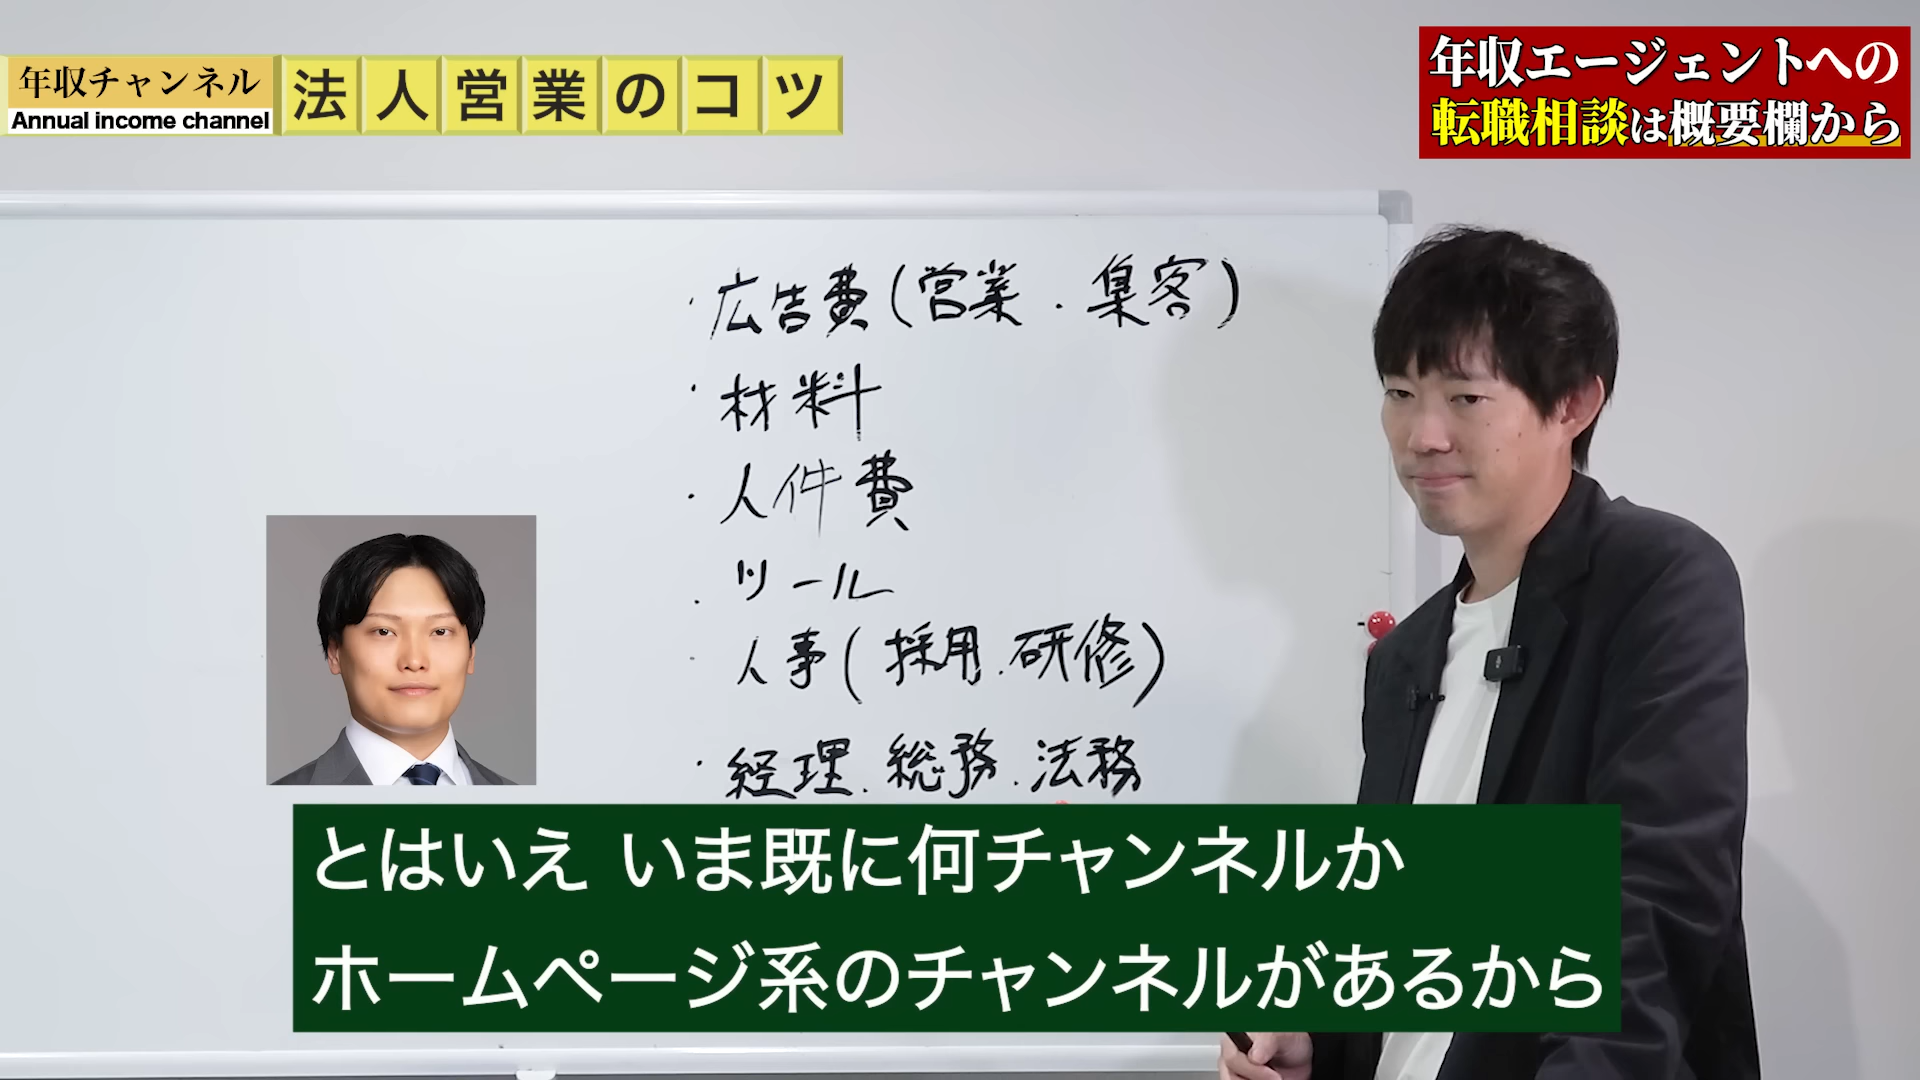 年収チャンネル
Annual income channel
法人営業のコツ
年収エージェントへの
転職相談は概要欄から
・広告費(営業・集客)
・材料
・人件費
・ツール
・人事(採用・研修)
・経理・総務・法務
とはいえ いま既に何チャンネルか
ホームページ系のチャンネルがあるから